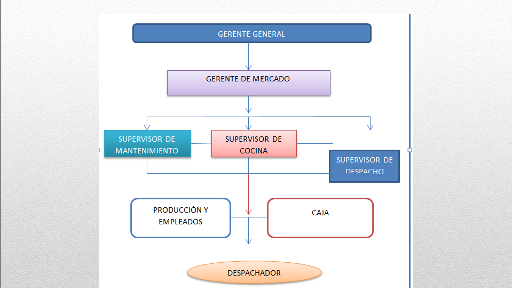 GERENTE GENERAL
GERENTE DE MERCADO
SUPERVISOR DE
MANTENIMIENTO
SUPERVISOR DE
COCINA
SUPERVISOR DE
DESPACHO
PRODUCCIÓN Y
EMPLEADOS
CAJA
DESPACHADOR